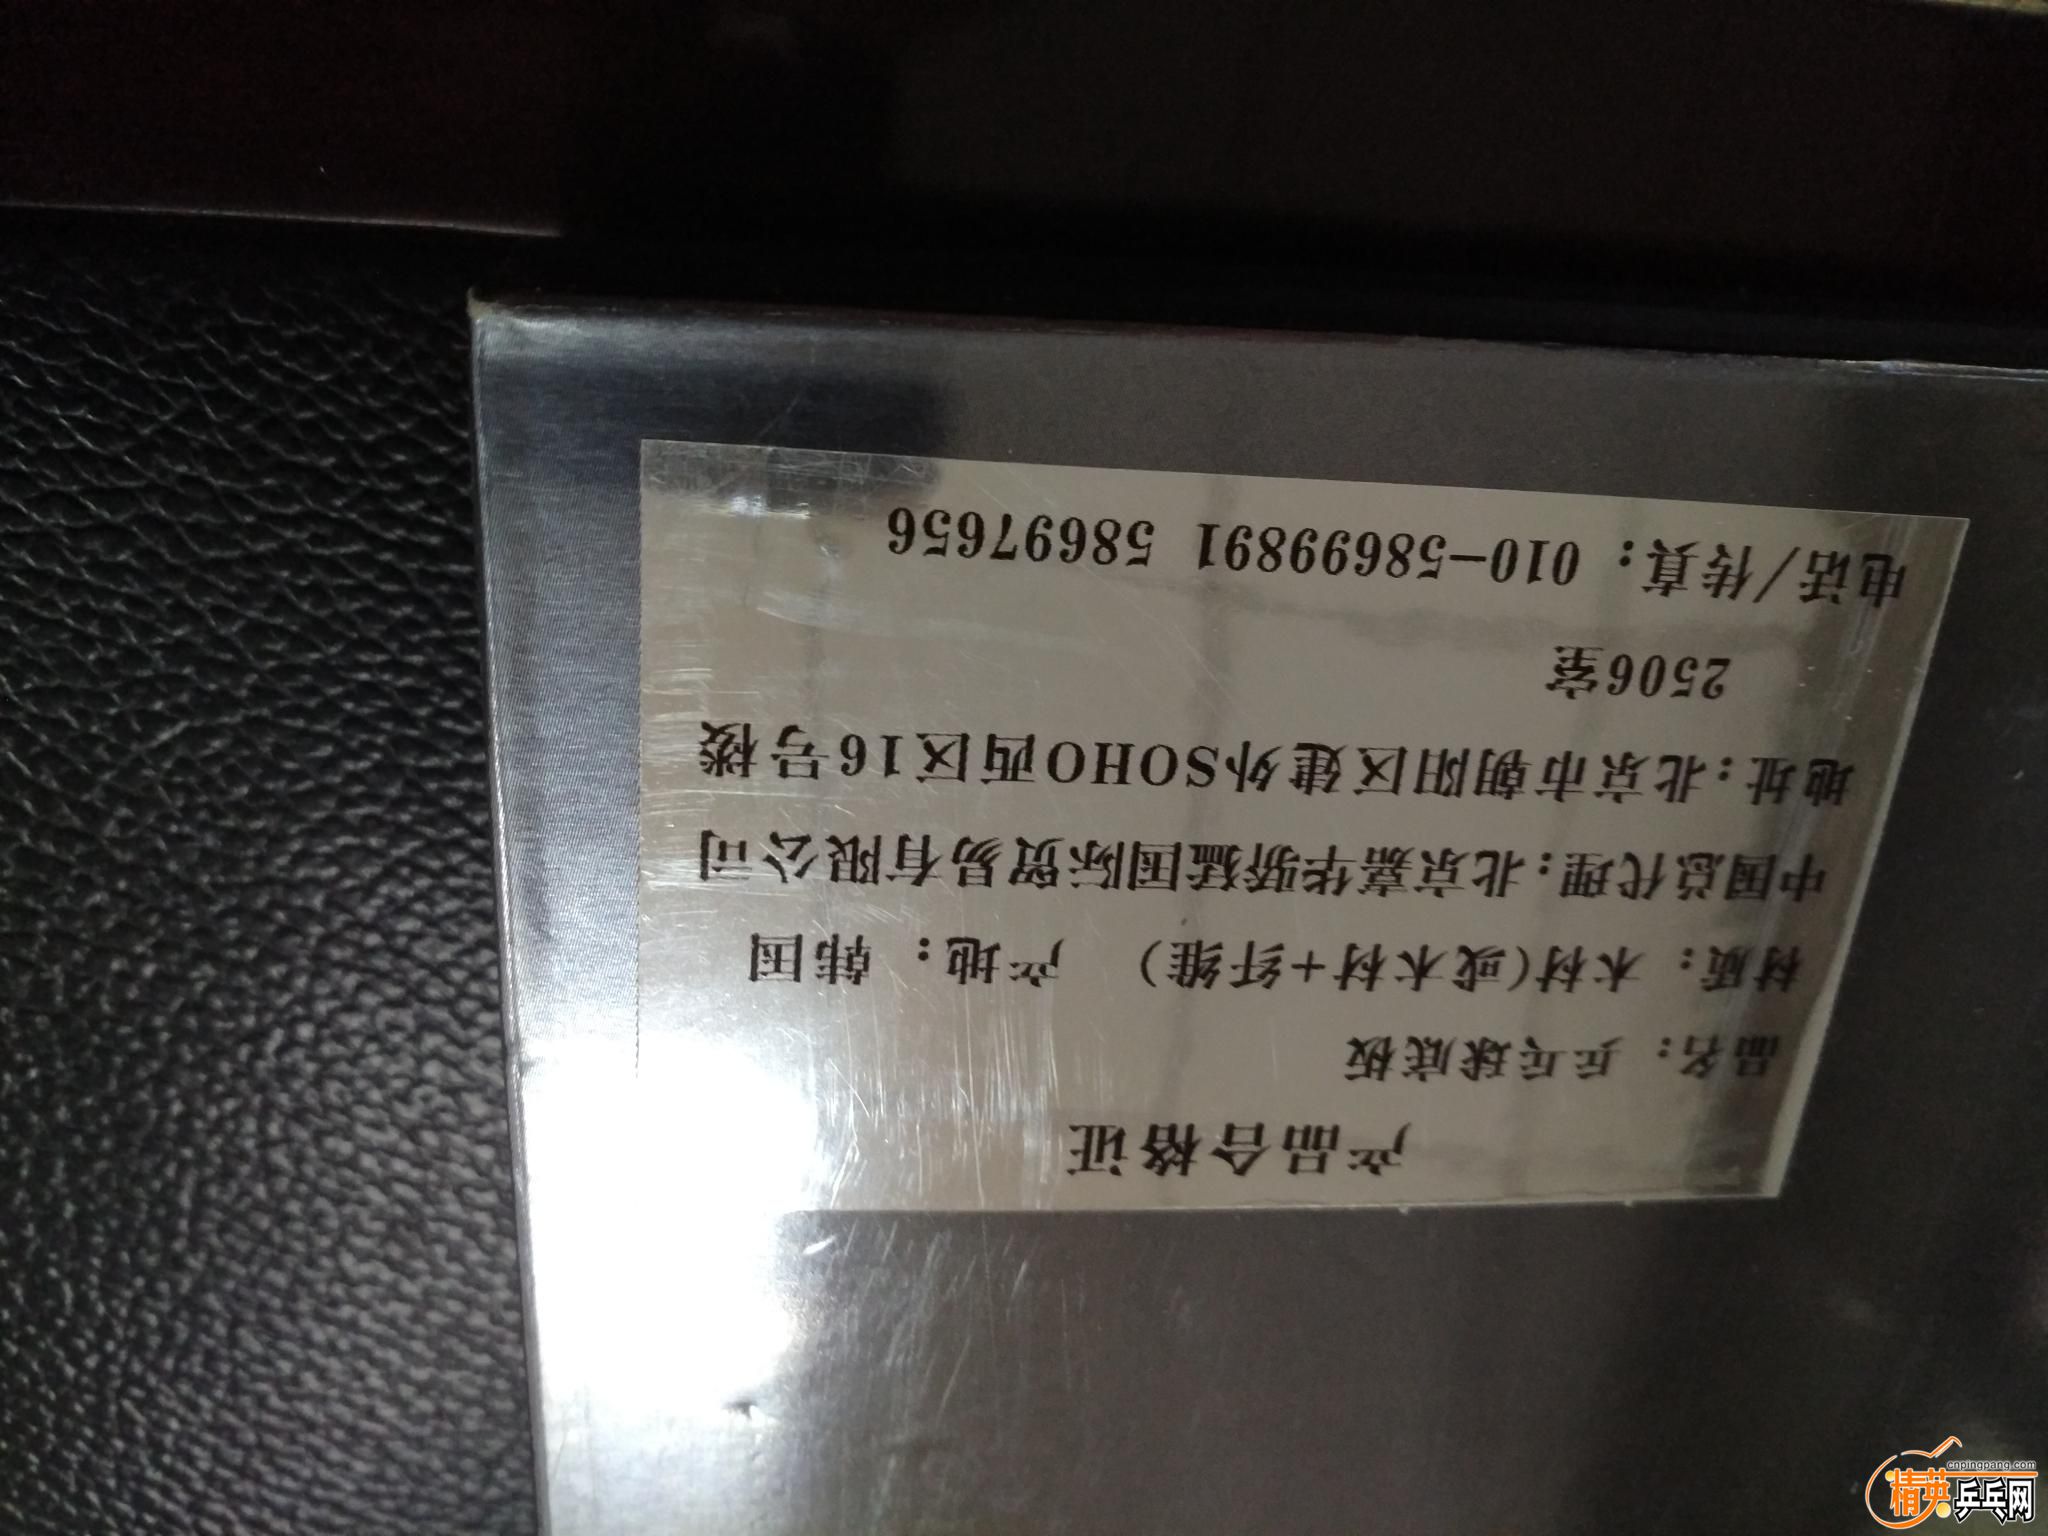 产品合格证
品名： 乒乓球底板
材质： 木材(或木材+纤维) 产地： 韩国
中国总代理：北京嘉华骄猛国际贸易有限公司
地址：北京市朝阳区建外SOHO西区16号楼
2506室
电话/传真： 010-58699891 58697656
cnpingpang.com
精英乒乓网